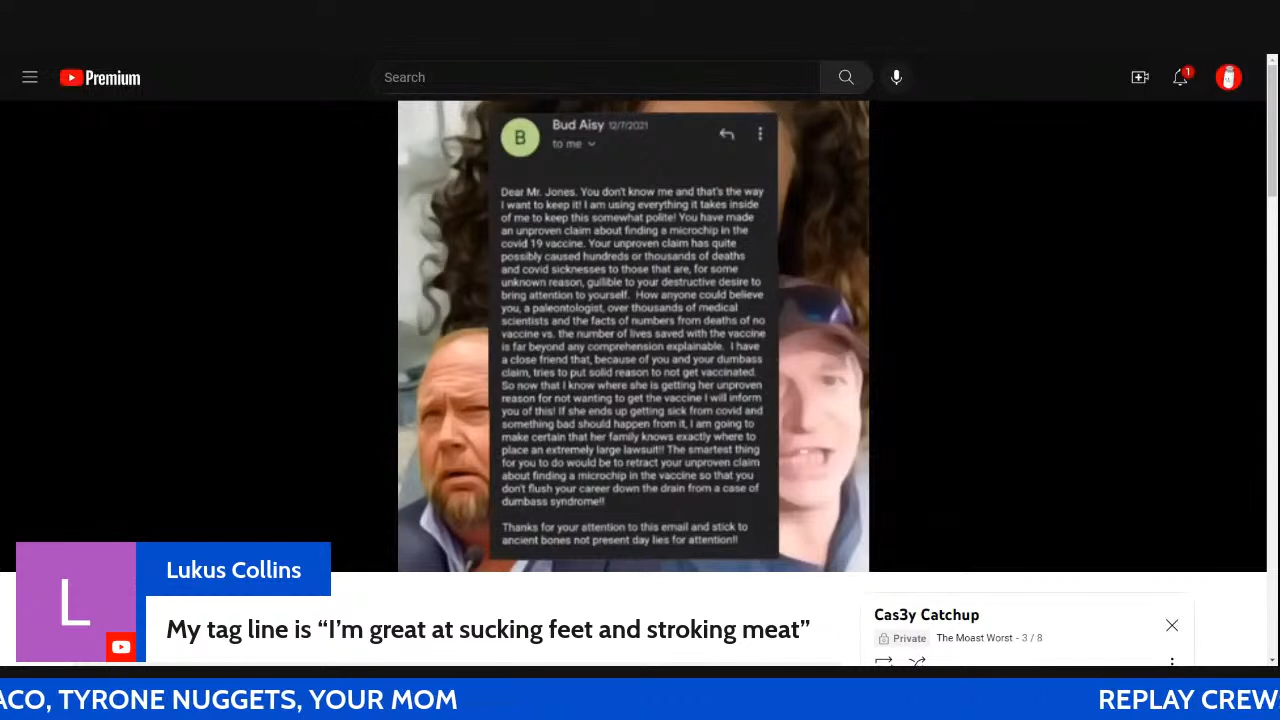 Premium
Search
1
B
Bud Aisy 12/7/2021
to me
Dear Mr. Jones. You don't know me and that's the way
I want to keep it! I am using everything it takes inside
of me to keep this somewhat polite! You have made
an unproven claim about finding a microchip in the
covid 19 vaccine. Your unproven claim has quite
possibly caused hundreds or thousands of deaths
and covid sicknesses to those that are, for some
unknown reason, gullible to your destructive desire to
bring attention to yourself. How anyone could believe
you, a paleontologist, over thousands of medical
scientists and the facts of numbers from deaths of no
vaccine vs. the number of lives saved with the vaccine
is far beyond any comprehension explainable. I have
a close friend that, because of you and your dumbass
claim, tries to put solid reason to not get vaccinated.
So now that I know where she is getting her unproven
reason for not wanting to get the vaccine I will inform
you of this! If she ends up getting sick from covid and
something bad should happen from it, I am going to
make certain that her family knows exactly where to
place an extremely large lawsuit!! The smartest thing
for you to do would be to retract your unproven claim
about finding a microchip in the vaccine so that you
don't flush your career down the drain from a case of
dumbass syndrome!!
Thanks for your attention to this email and stick to
ancient bones not present day lies for attention!!
L
Lukus Collins
My tag line is “I’m great at sucking feet and stroking meat”
Cas3y Catchup
Private The Moast Worst - 3 / 8
ACO, TYRONE NUGGETS, YOUR MOM
REPLAY CREW